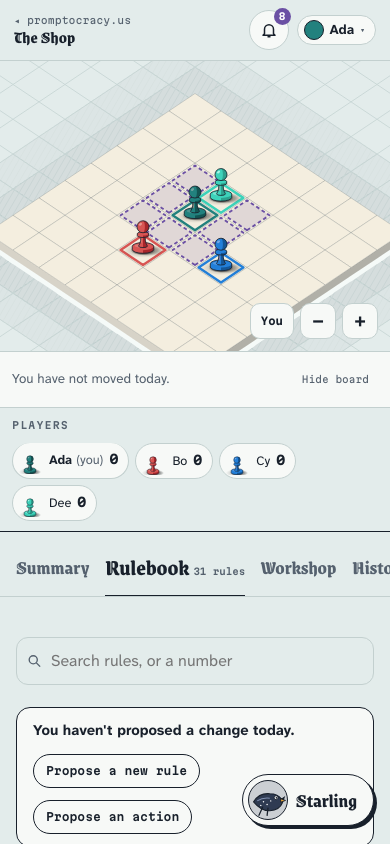 ◂ promptocracy.us
The Shop
8
Ada ▾
You
−
+
You have not moved today.
Hide board
PLAYERS
Ada (you) 0
Bo 0
Cy 0
Dee 0
Summary
Rulebook 31 rules
Workshop
Histo
Search rules, or a number
You haven't proposed a change today.
Propose a new rule
Propose an action
Starling